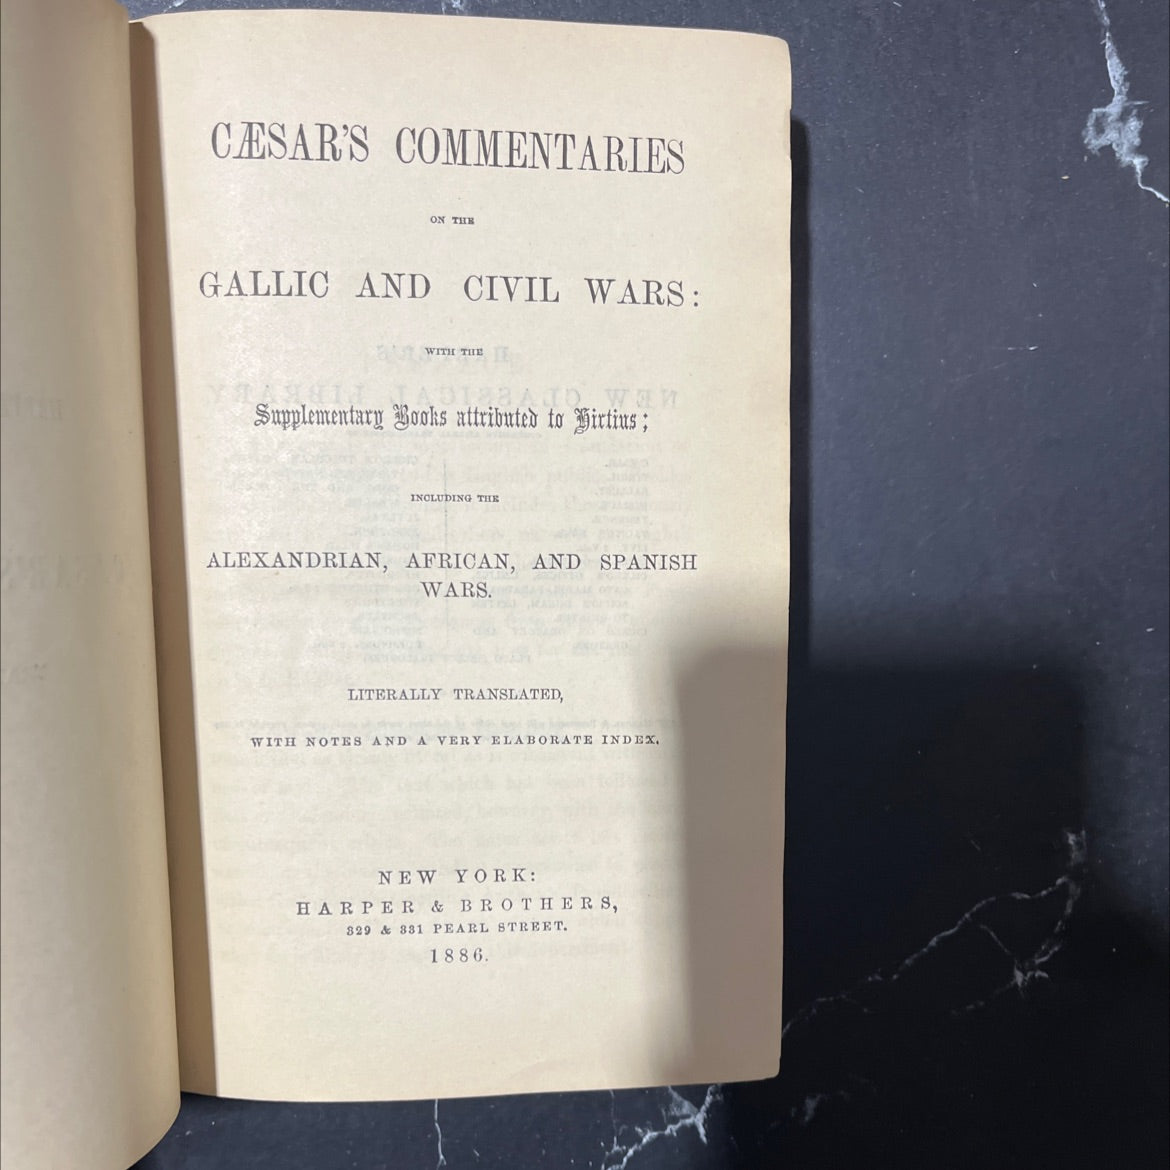 CÆSAR'S COMMENTARIES
ON THE
GALLIC AND CIVIL WARS:
WITH THE
Supplementary Books attributed to Hirtius;
INCLUDING THE
ALEXANDRIAN, AFRICAN, AND SPANISH
WARS.
LITERALLY TRANSLATED,
WITH NOTES AND A VERY ELABORATE INDEX.
NEW YORK:
HARPER & BROTHERS,
329 & 331 PEARL STREET.
1886.